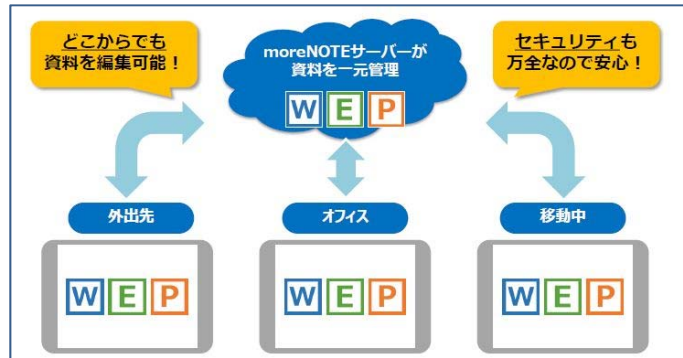 どこからでも
資料を編集可能！
moreNOTEサーバーが
資料を一元管理
W E P
セキュリティも
万全なので安心！
外出先
オフィス
移動中
W E P
W E P
W E P